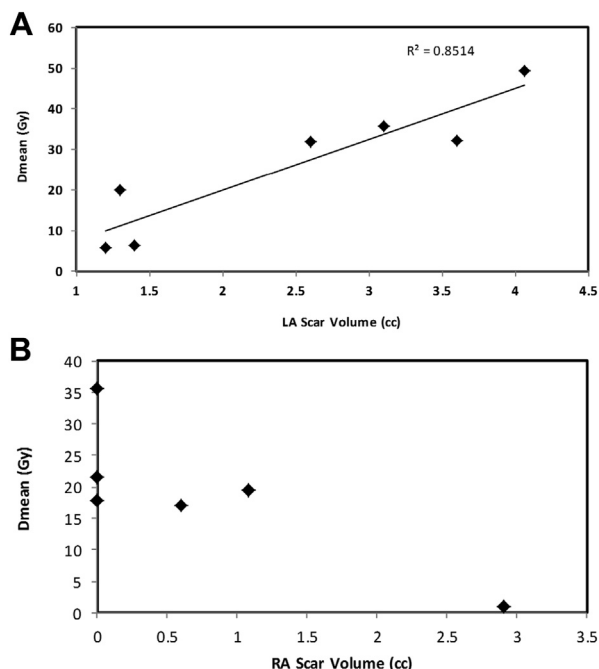 A
60
R² = 0.8514
50
40
30
20
10
0
Dmean (Gy)
1 1.5 2 2.5 3 3.5 4 4.5
LA Scar Volume (cc)
B
40
35
30
25
20
15
10
5
0
Dmean (Gy)
0 0.5 1 1.5 2 2.5 3 3.5
RA Scar Volume (cc)